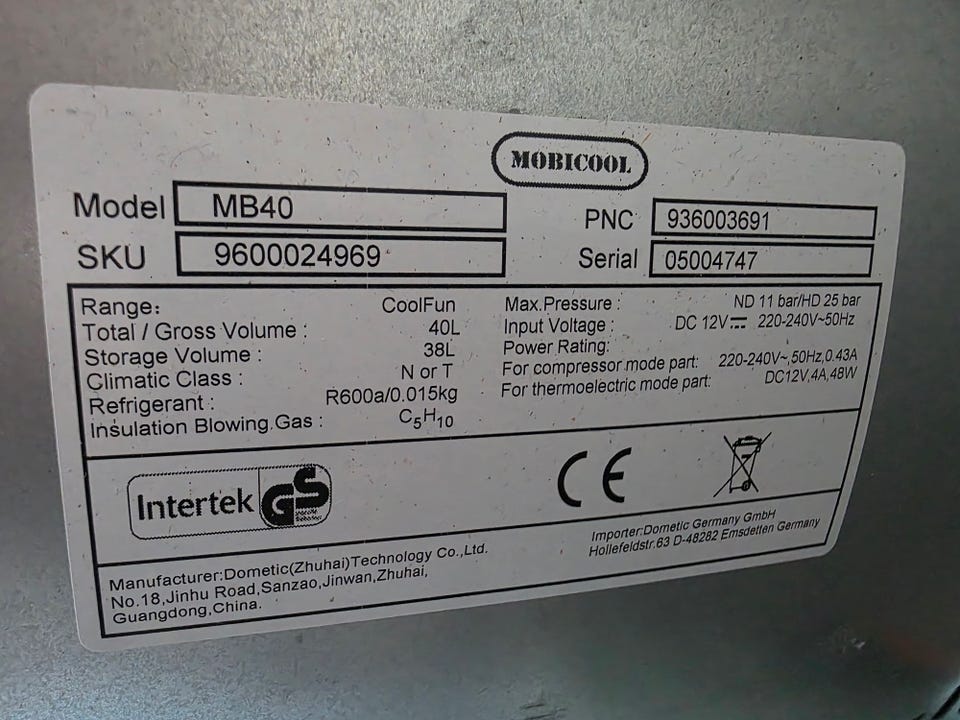 MOBICOOL
Model MB40
SKU 9600024969
PNC 936003691
Serial 05004747
Range: CoolFun
Total / Gross Volume : 40L
Storage Volume : 38L
Climatic Class : N or T
Refrigerant : R600a/0.015kg
Insulation Blowing Gas : C₅H₁₀
Max.Pressure : ND 11 bar/HD 25 bar
Input Voltage : DC 12V⎓ 220-240V~50Hz
Power Rating:
For compressor mode part: 220-240V~,50Hz,0.43A
For thermoelectric mode part: DC12V,4A,48W
Intertek GS
CE
Manufacturer:Dometic(Zhuhai)Technology Co.,Ltd.
No.18,Jinhu Road,Sanzao,Jinwan,Zhuhai,
Guangdong,China.
Importer:Dometic Germany GmbH
Hollefeldstr.63 D-48282 Emsdetten Germany